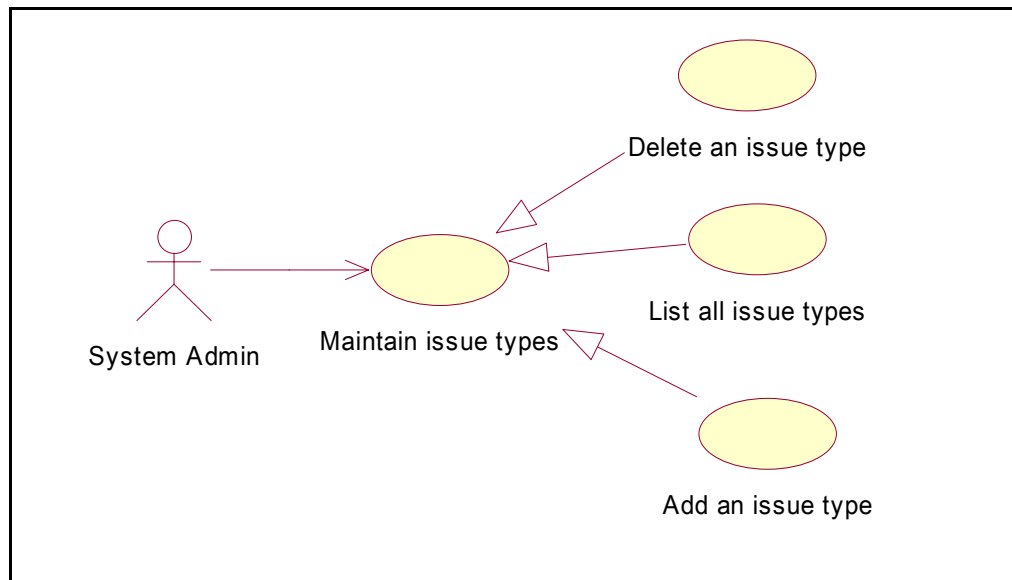 Delete an issue type
List all issue types
Maintain issue types
System Admin
Add an issue type